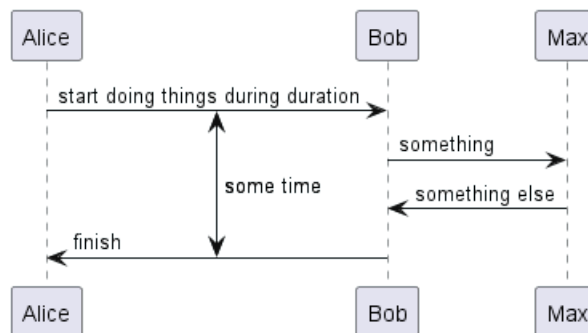 Alice
Bob
Max
start doing things during duration
something
some time
something else
finish
Alice
Bob
Max